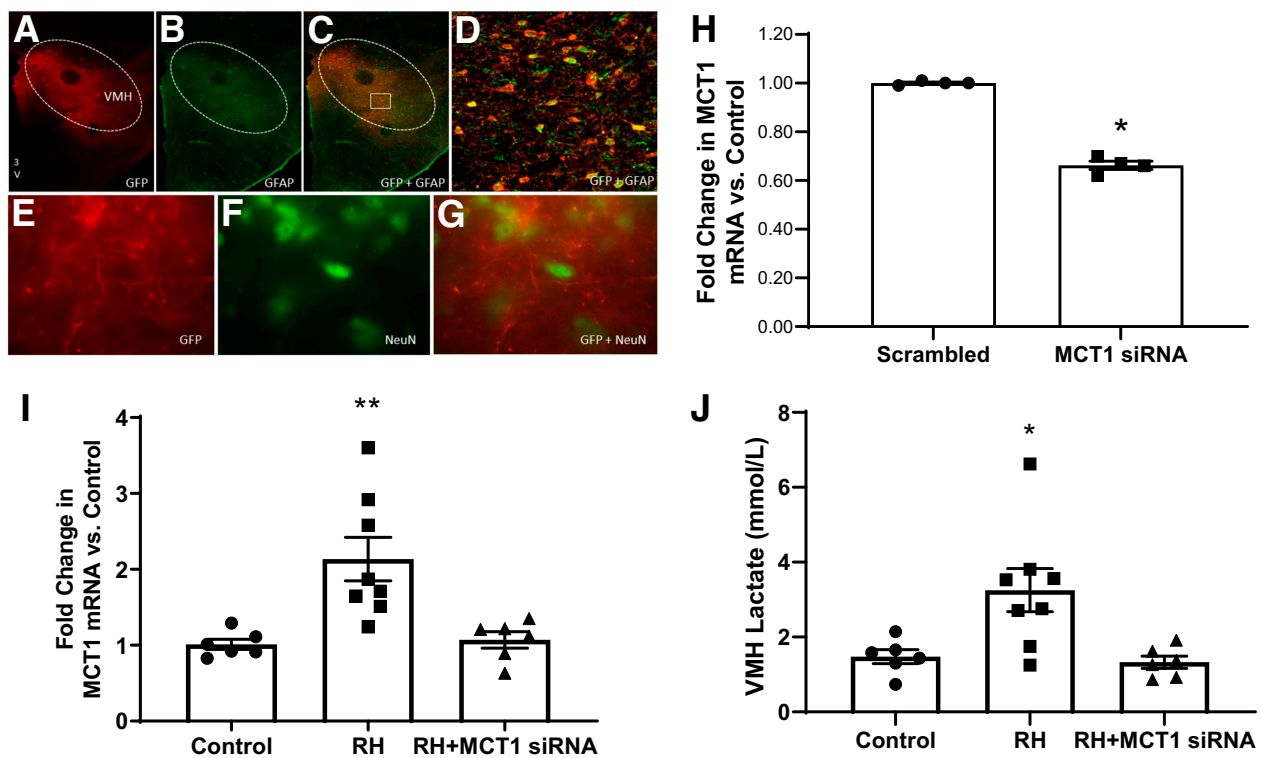 A
B
C
D
VMH
3
V
GFP
GFAP
GFP + GFAP
GFP + GFAP
E
F
G
GFP
NeuN
GFP + NeuN
H
Fold Change in MCT1
mRNA vs. Control
1.20
1.00
0.80
0.60
0.40
0.20
0.00
*
Scrambled
MCT1 siRNA
I
Fold Change in
MCT1 mRNA vs. Control
4
3
2
1
0
**
Control
RH
RH+MCT1 siRNA
J
VMH Lactate (mmol/L)
8
6
4
2
0
*
Control
RH
RH+MCT1 siRNA